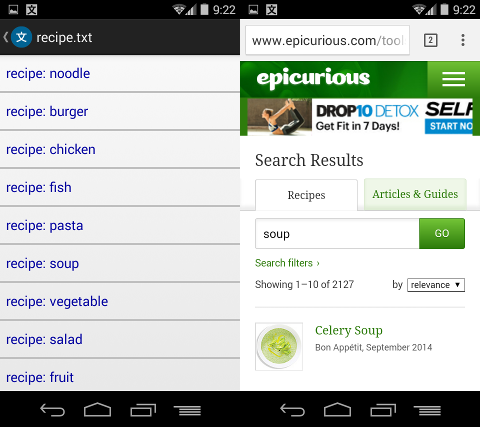 9:22
文 recipe.txt
recipe: noodle
recipe: burger
recipe: chicken
recipe: fish
recipe: pasta
recipe: soup
recipe: vegetable
recipe: salad
recipe: fruit
9:22
www.epicurious.com/tool
2
epicurious
DROP10 DETOX SELF
Get Fit in 7 Days! START NO
Search Results
Recipes
Articles & Guides
soup GO
Search filters ›
Showing 1–10 of 2127 by relevance
Celery Soup
Bon Appétit, September 2014